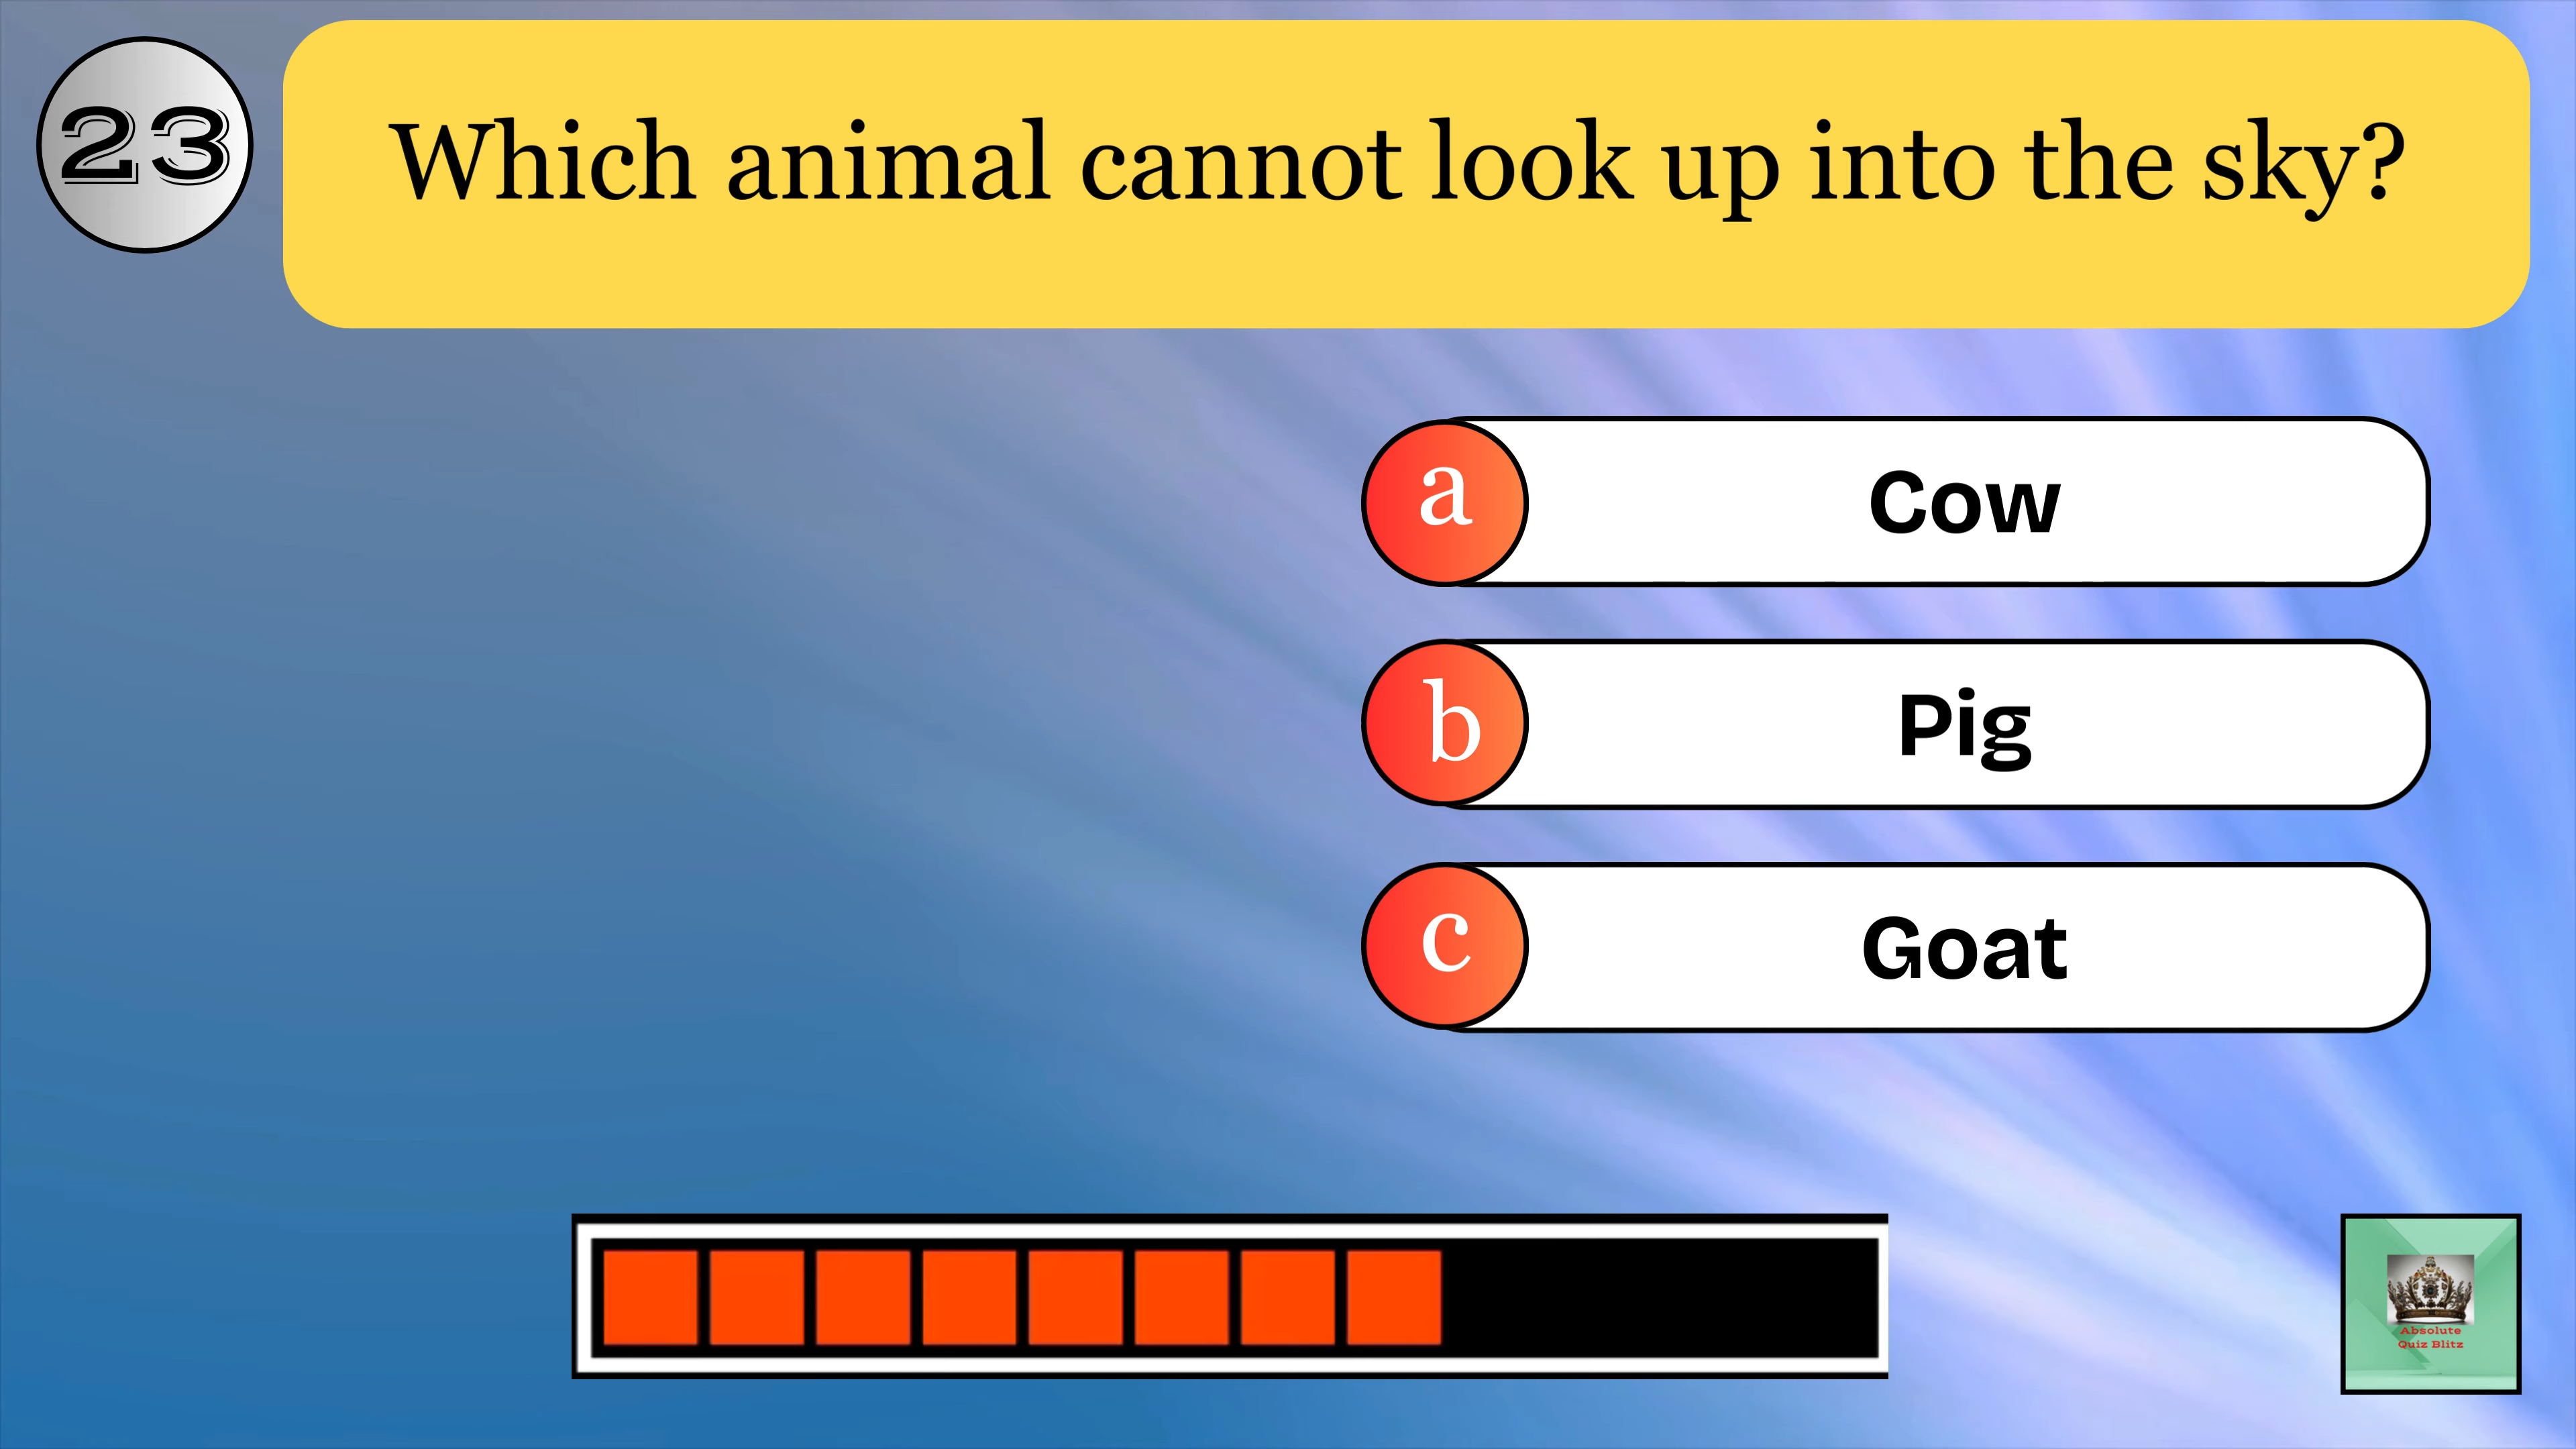 23
Which animal cannot look up into the sky?
a
Cow
b
Pig
c
Goat
Absolute
Quiz Blitz